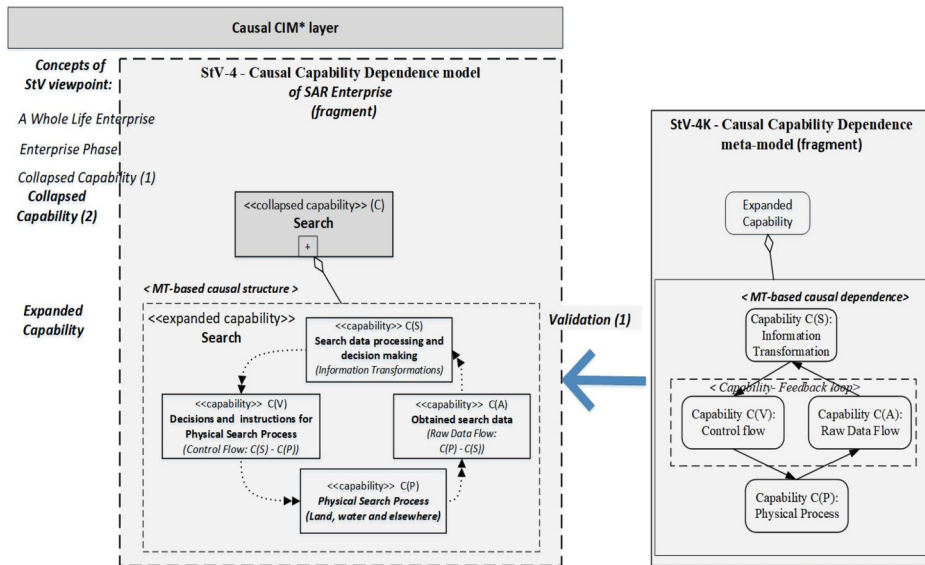 Causal CIM* layer
Concepts of
StV viewpoint:
A Whole Life Enterprise
Enterprise Phase
Collapsed Capability (1)
Collapsed
Capability (2)
Expanded
Capability
StV-4 - Causal Capability Dependence model
of SAR Enterprise
(fragment)
<<collapsed capability>> (C)
Search
+
< MT-based causal structure >
<<expanded capability>>
Search
<<capability>> C(S)
Search data processing and
decision making
(Information Transformations)
<<capability>> C(V)
Decisions and instructions for
Physical Search Process
(Control Flow: C(S) - C(P))
<<capability>> C(A)
Obtained search data
(Raw Data Flow:
C(P) - C(S))
<<capability>> C(P)
Physical Search Process
(Land, water and elsewhere)
Validation (1)
StV-4K - Causal Capability Dependence
meta-model (fragment)
Expanded
Capability
<MT-based causal dependence>
Capability C(S):
Information
Transformation
< Capability- Feedback loop>
Capability C(V):
Control flow
Capability C(A):
Raw Data Flow
Capability C(P):
Physical Process